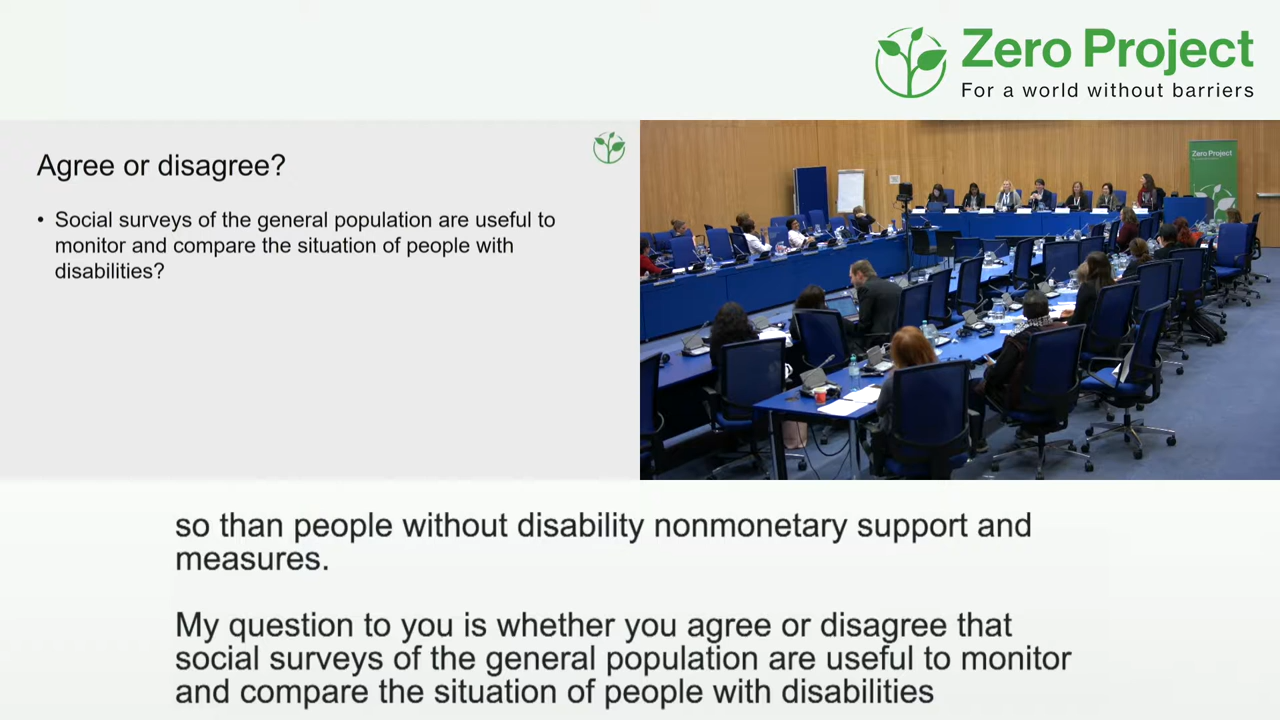 Zero Project
For a world without barriers
Agree or disagree?
• Social surveys of the general population are useful to
monitor and compare the situation of people with
disabilities?
Zero Project
so than people without disability nonmonetary support and
measures.
My question to you is whether you agree or disagree that
social surveys of the general population are useful to monitor
and compare the situation of people with disabilities